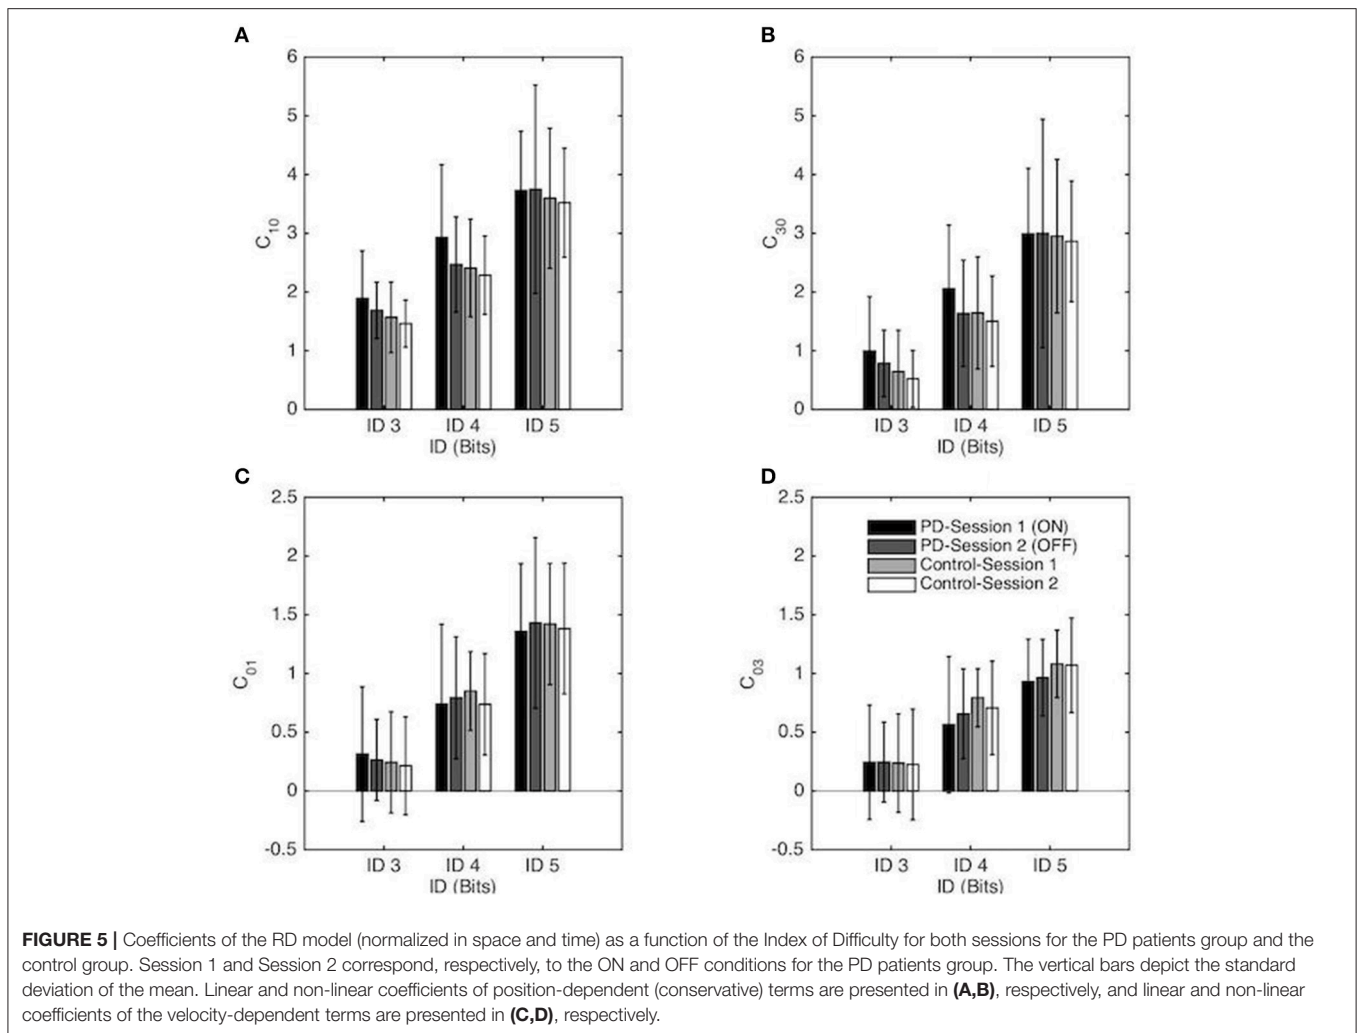 A
6
5
4
3
2
1
0
C10
ID 3 ID 4 ID 5
ID (Bits)
B
6
5
4
3
2
1
0
C30
ID 3 ID 4 ID 5
ID (Bits)
C
2.5
2
1.5
1
0.5
0
-0.5
C01
ID 3 ID 4 ID 5
ID (Bits)
D
2.5
2
1.5
1
0.5
0
-0.5
C03
PD-Session 1 (ON)
PD-Session 2 (OFF)
Control-Session 1
Control-Session 2
ID 3 ID 4 ID 5
ID (Bits)
FIGURE 5 | Coefficients of the RD model (normalized in space and time) as a function of the Index of Difficulty for both sessions for the PD patients group and the
control group. Session 1 and Session 2 correspond, respectively, to the ON and OFF conditions for the PD patients group. The vertical bars depict the standard
deviation of the mean. Linear and non-linear coefficients of position-dependent (conservative) terms are presented in (A,B), respectively, and linear and non-linear
coefficients of the velocity-dependent terms are presented in (C,D), respectively.